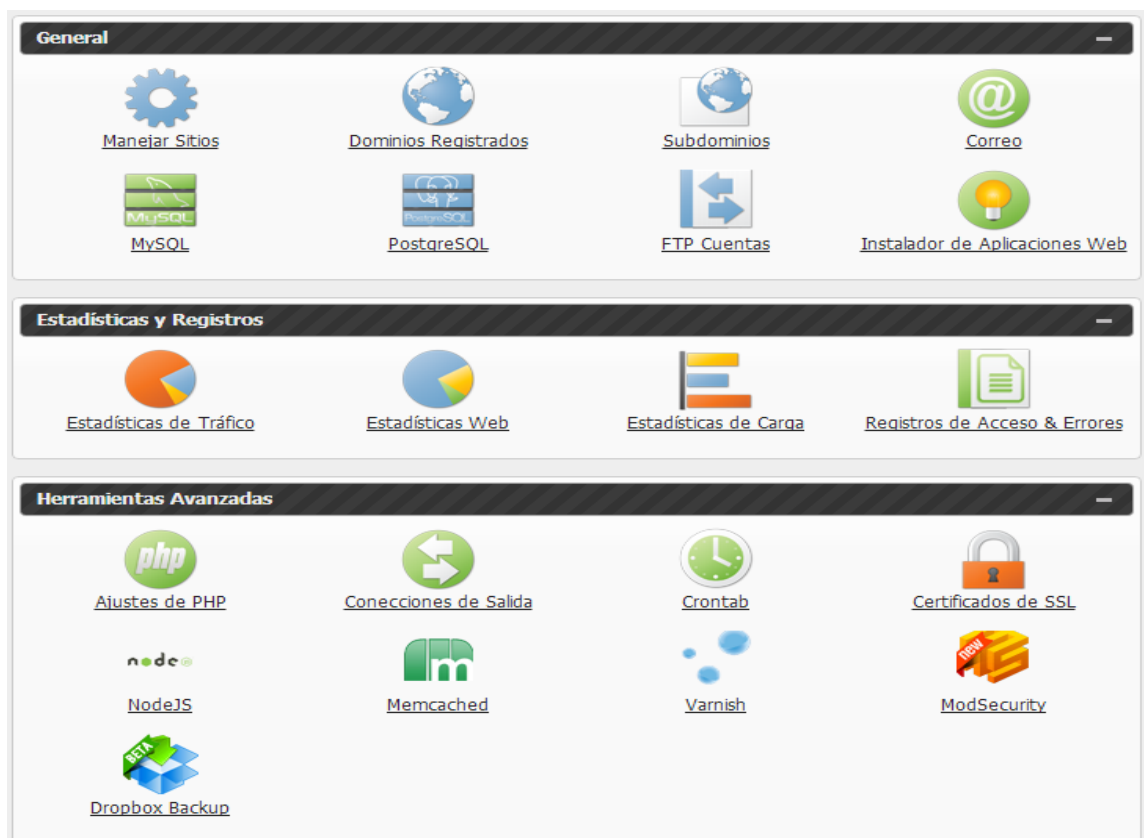 General
Manejar Sitios
Dominios Registrados
Subdominios
@
Correo
MySQL
MySQL
PostgreSQL
PostgreSQL
FTP Cuentas
Instalador de Aplicaciones Web
Estadísticas y Registros
Estadísticas de Tráfico
Estadísticas Web
Estadísticas de Carga
Registros de Acceso & Errores
Herramientas Avanzadas
php
Ajustes de PHP
Conecciones de Salida
Crontab
Certificados de SSL
node
NodeJS
m
Memcached
Varnish
new
ModSecurity
BETA
Dropbox Backup